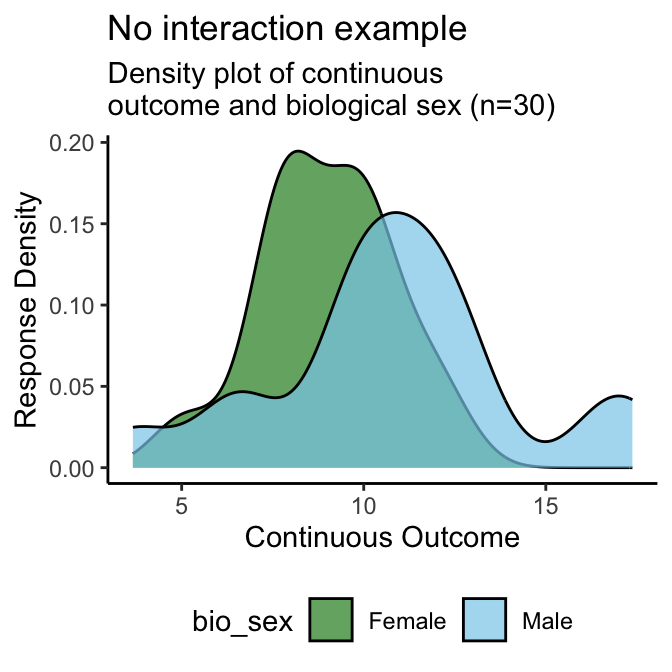 No interaction example
Density plot of continuous
outcome and biological sex (n=30)
Response Density
0.20
0.15
0.10
0.05
0.00
5 10 15
Continuous Outcome
bio_sex Female Male